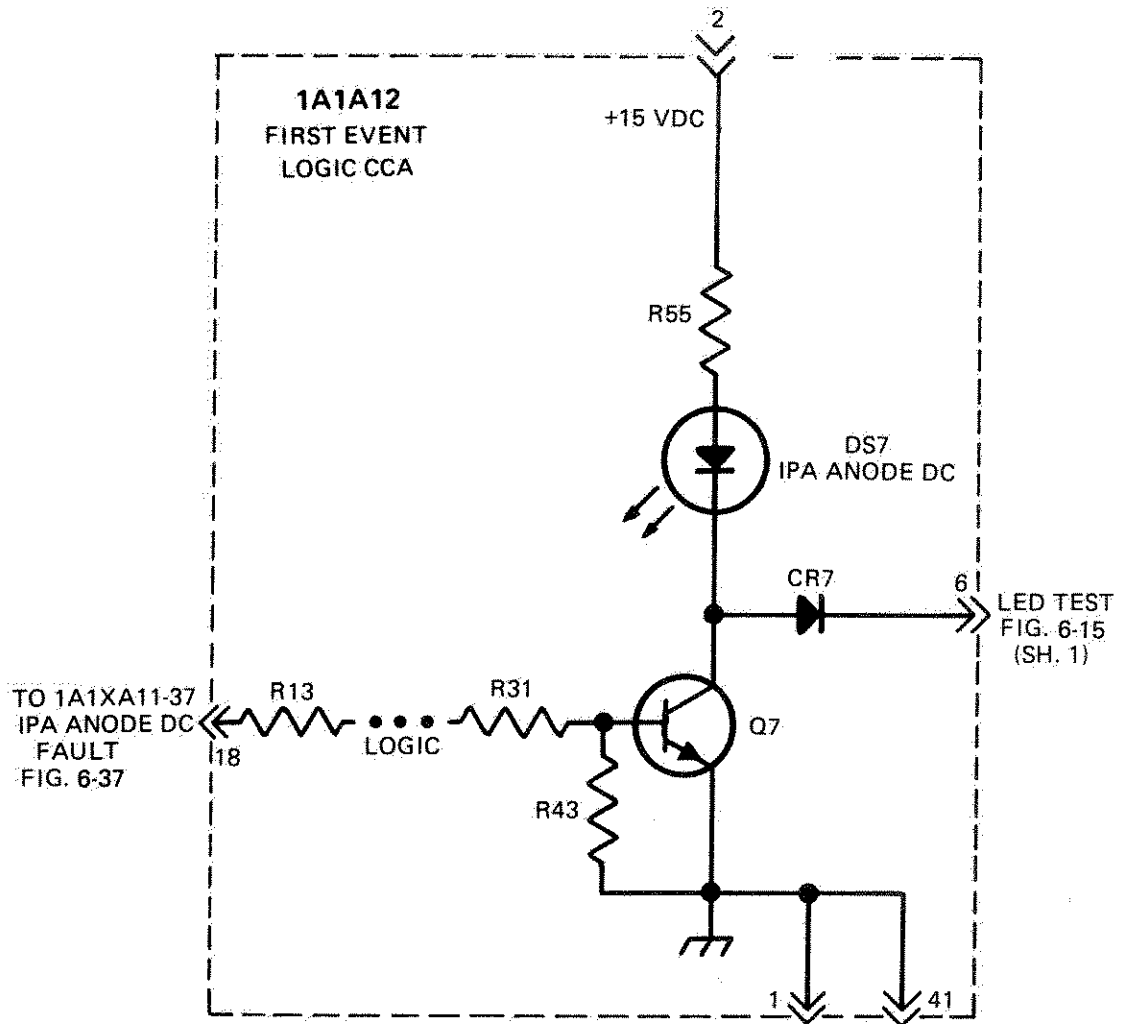 2
1A1A12
FIRST EVENT
LOGIC CCA
+15 VDC
R55
DS7
IPA ANODE DC
CR7
6
LED TEST
FIG. 6-15
(SH. 1)
TO 1A1XA11-37
IPA ANODE DC
FAULT
FIG. 6-37
18
R13
LOGIC
R31
Q7
R43
1
41